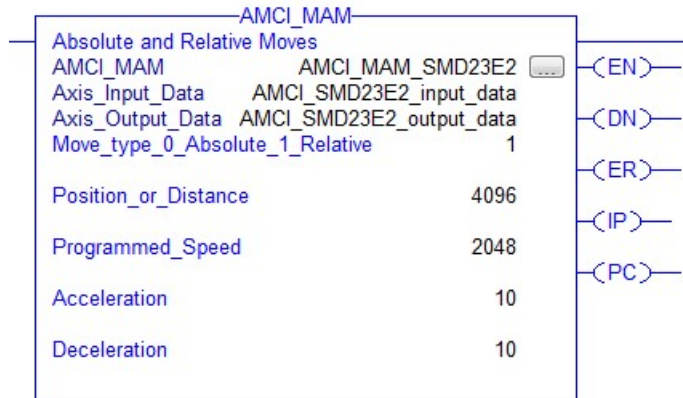 AMCI_MAM
Absolute and Relative Moves
AMCI_MAM AMCI_MAM_SMD23E2 ...
(EN)
Axis_Input_Data AMCI_SMD23E2_input_data
Axis_Output_Data AMCI_SMD23E2_output_data
(DN)
Move_type_0_Absolute_1_Relative 1
(ER)
Position_or_Distance 4096
(IP)
Programmed_Speed 2048
(PC)
Acceleration 10
Deceleration 10